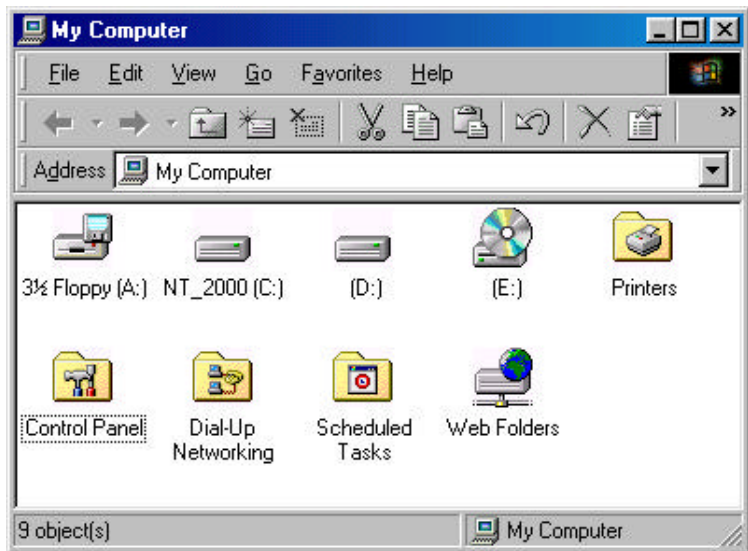 My Computer
File Edit View Go Favorites Help
»
Address My Computer
3½ Floppy (A:) NT_2000 (C:) (D:) (E:) Printers
Control Panel Dial-Up Networking Scheduled Tasks Web Folders
9 object(s) My Computer